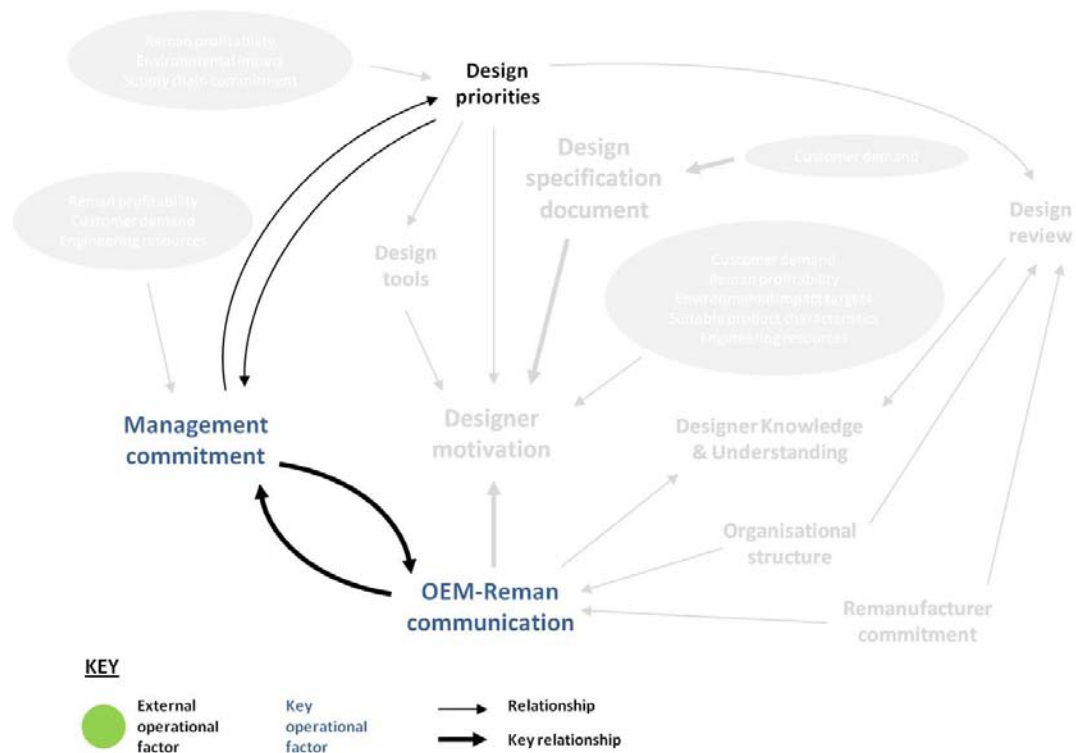 Reman profitability
Environmental impact
Supply chain commitment
Design
priorities
Design
specification
document
Customer demand
Reman profitability
Customer demand
Engineering resources
Design
review
Design
tools
Customer demand
Reman profitability
Environmental impact targets
Suitable product characteristics
Engineering resources
Management
commitment
Designer
motivation
Designer Knowledge
& Understanding
Organisational
structure
OEM-Reman
communication
Remanufacturer
commitment
KEY
External
operational
factor
Key
operational
factor
Relationship
Key relationship